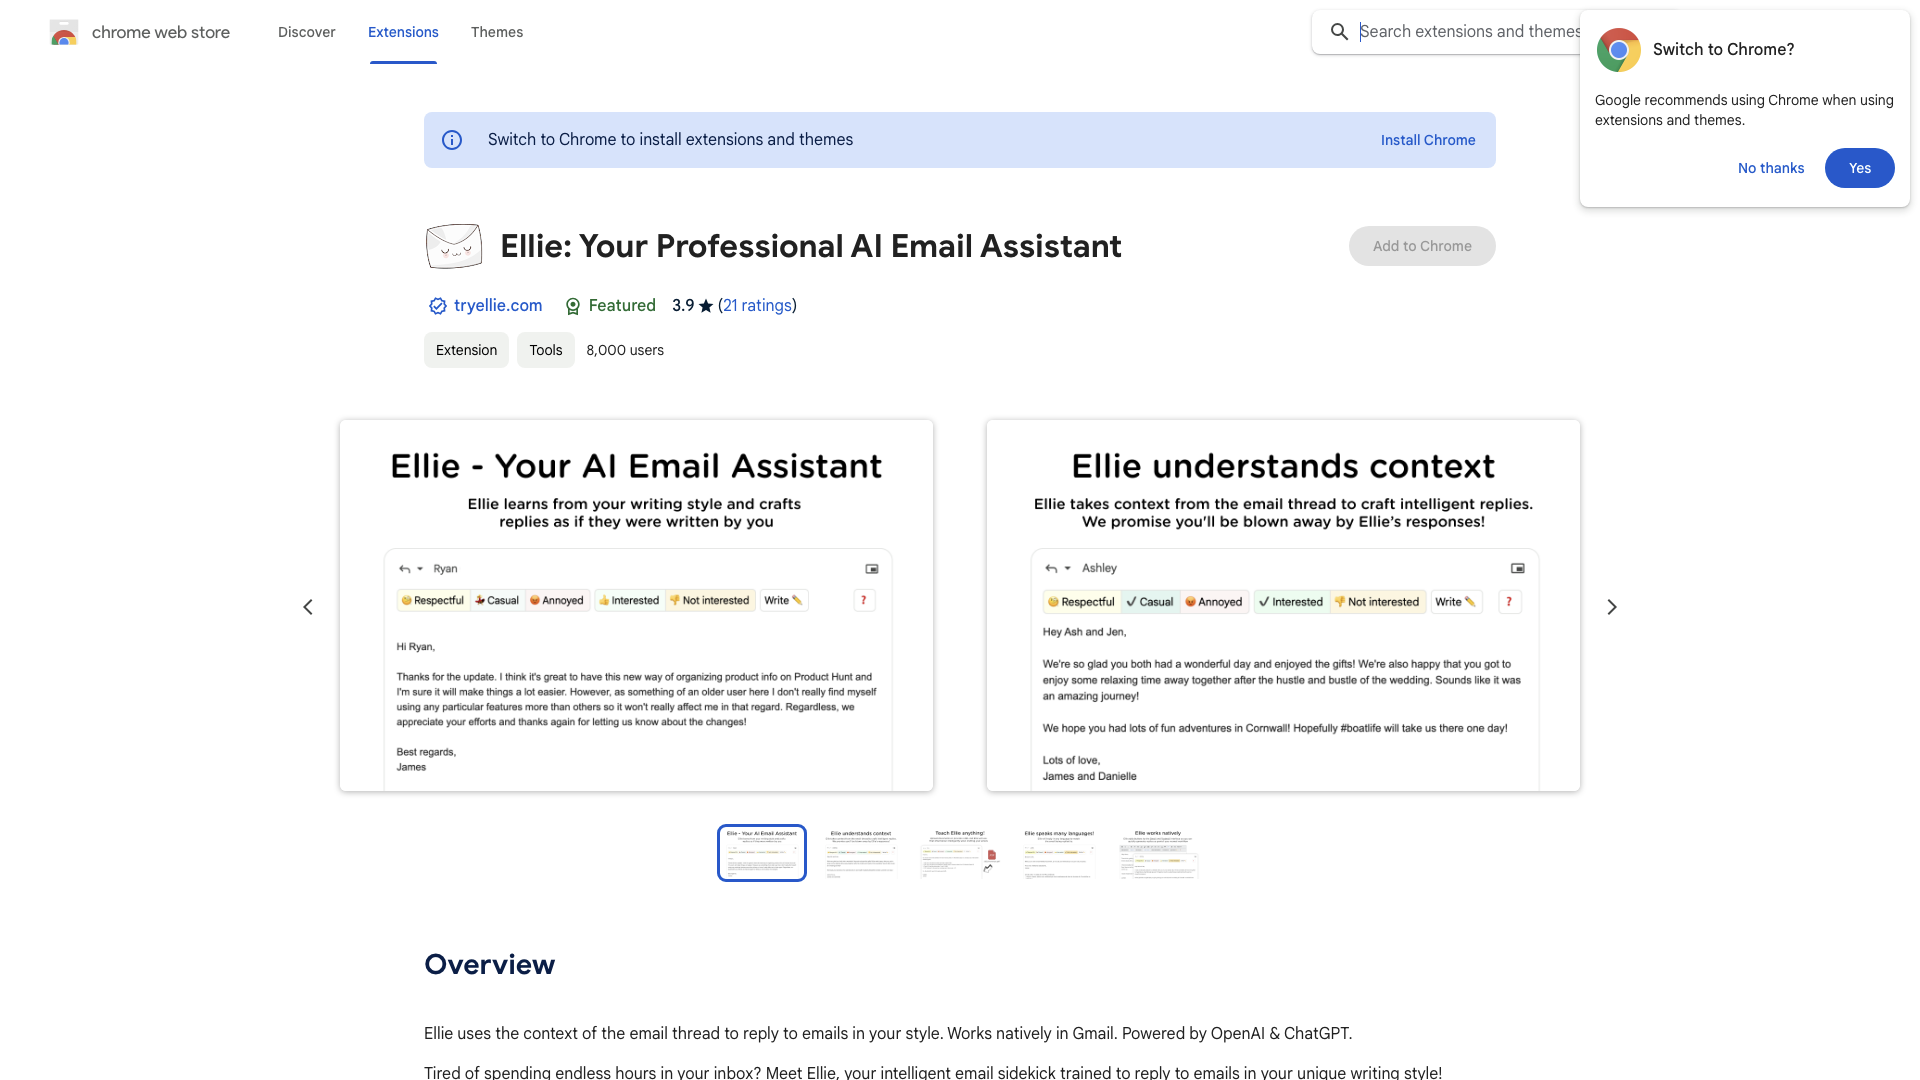 chrome web store
Discover
Extensions
Themes
Search extensions and themes
Switch to Chrome?
Google recommends using Chrome when using
extensions and themes.
No thanks
Yes
Switch to Chrome to install extensions and themes
Install Chrome
Ellie: Your Professional AI Email Assistant
Add to Chrome
tryellie.com
Featured
3.9 ★ (21 ratings)
Extension
Tools
8,000 users
Ellie - Your AI Email Assistant
Ellie learns from your writing style and crafts
replies as if they were written by you
Ryan
🧐 Respectful
Casual
😡 Annoyed
👍 Interested
👎 Not interested
Write ✏️
?
Hi Ryan,
Thanks for the update. I think it's great to have this new way of organizing product info on Product Hunt and
I'm sure it will make things a lot easier. However, as something of an older user here I don't really find myself
using any particular features more than others so it won't really affect me in that regard. Regardless, we
appreciate your efforts and thanks again for letting us know about the changes!
Best regards,
James
Ellie understands context
Ellie takes context from the email thread to craft intelligent replies.
We promise you'll be blown away by Ellie's responses!
Ashley
🧐 Respectful
✓ Casual
😡 Annoyed
✓ Interested
👎 Not interested
Write ✏️
?
Hey Ash and Jen,
We're so glad you both had a wonderful day and enjoyed the gifts! We're also happy that you got to
enjoy some relaxing time away together after the hustle and bustle of the wedding. Sounds like it was
an amazing journey!
We hope you had lots of fun adventures in Cornwall! Hopefully #boatlife will take us there one day!
Lots of love,
James and Danielle
Ellie - Your AI Email Assistant
Ellie understands context
Teach Ellie anything!
Ellie speaks many languages!
Ellie works natively
Overview
Ellie uses the context of the email thread to reply to emails in your style. Works natively in Gmail. Powered by OpenAI & ChatGPT.
Tired of spending endless hours in your inbox? Meet Ellie, your intelligent email sidekick trained to reply to emails in your unique writing style!